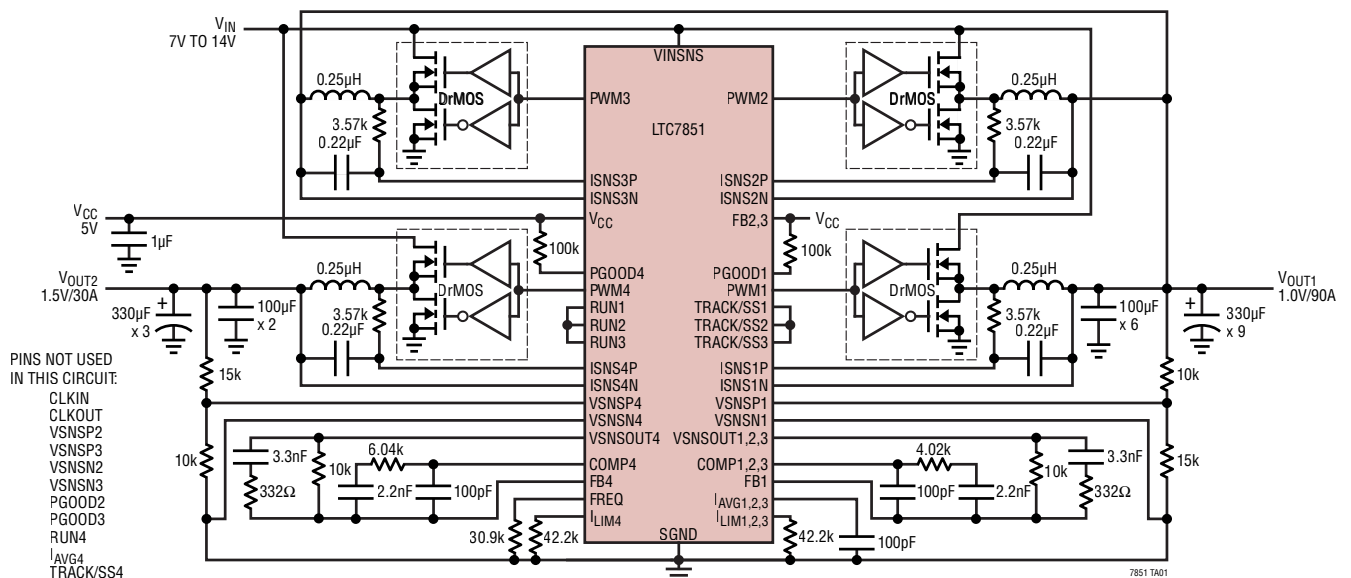 VIN
7V TO 14V
0.25µH
DrMOS
3.57k
0.22µF
VINSNS
PWM3
PWM2
LTC7851
ISNS3P
ISNS3N
ISNS2P
ISNS2N
DrMOS
0.25µH
3.57k
0.22µF
VCC
5V
1µF
VCC
100k
FB2,3
VCC
100k
PGOOD4
PWM4
RUN1
RUN2
RUN3
PGOOD1
PWM1
TRACK/SS1
TRACK/SS2
TRACK/SS3
VOUT2
1.5V/30A
330µF
+
x 3
100µF
x 2
0.25µH
3.57k
0.22µF
DrMOS
DrMOS
0.25µH
3.57k
0.22µF
100µF
x 6
+
330µF
x 9
VOUT1
1.0V/90A
ISNS4P
ISNS4N
VSNSP4
VSNSN4
VSNSOUT4
COMP4
FB4
FREQ
ILIM4
ISNS1P
ISNS1N
VSNSP1
VSNSN1
VSNSOUT1,2,3
COMP1,2,3
FB1
IAVG1,2,3
ILIM1,2,3
SGND
15k
10k
3.3nF
332Ω
10k
6.04k
2.2nF
100pF
30.9k
42.2k
4.02k
100pF
2.2nF
10k
3.3nF
332Ω
42.2k
100pF
10k
15k
PINS NOT USED
IN THIS CIRCUIT:
CLKIN
CLKOUT
VSNSP2
VSNSP3
VSNSN2
VSNSN3
PGOOD2
PGOOD3
RUN4
IAVG4
TRACK/SS4
7851 TA01